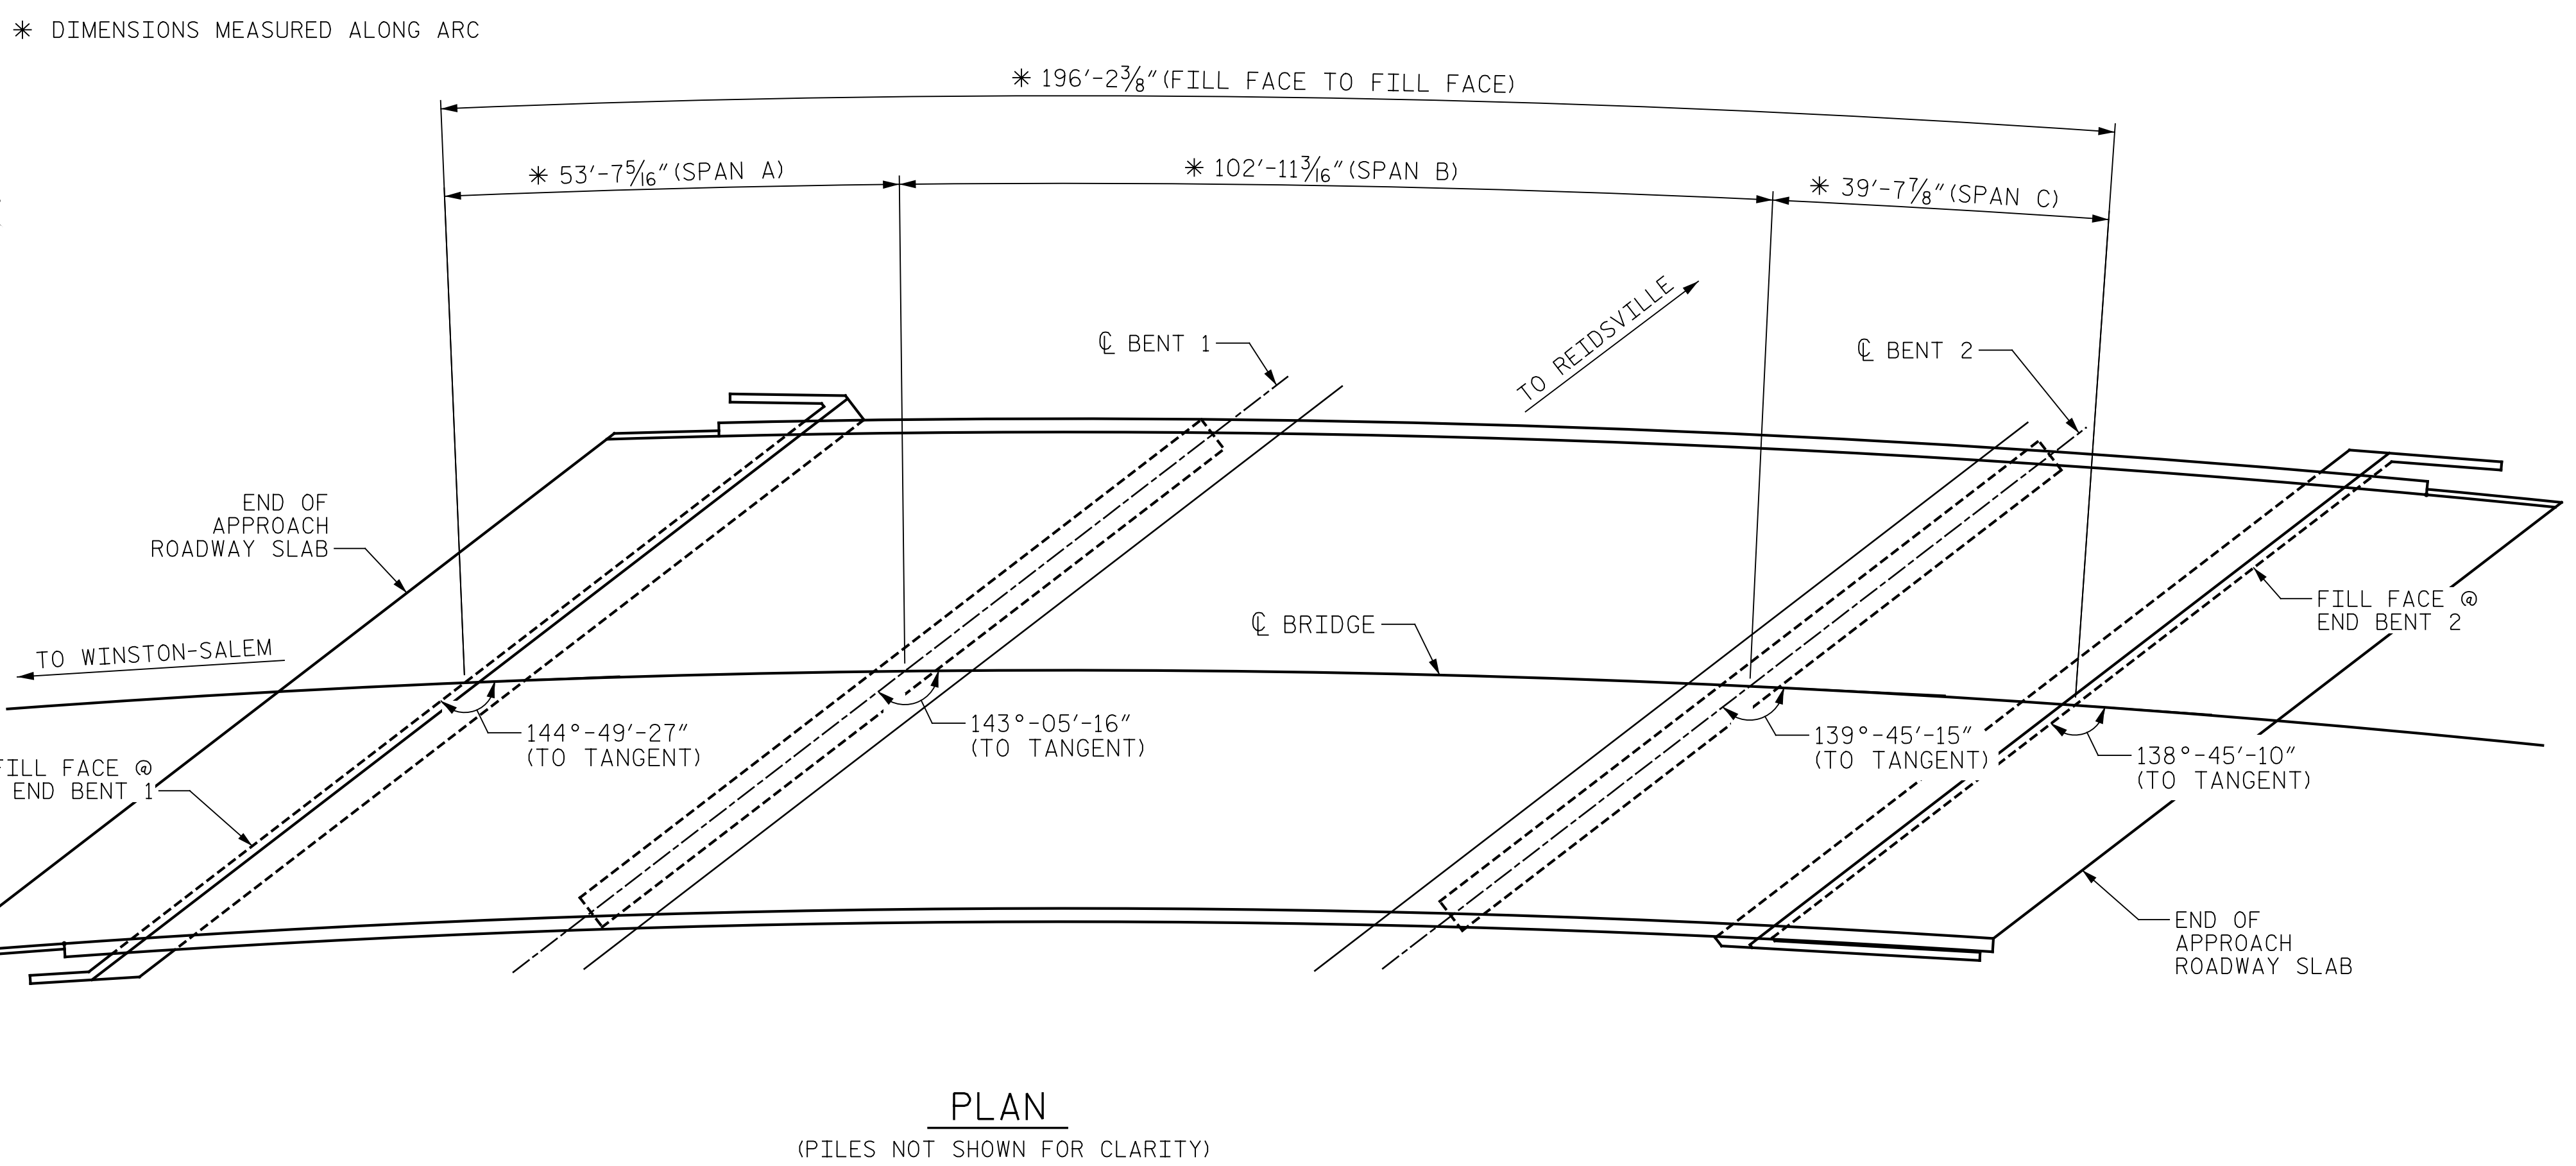 ✳ DIMENSIONS MEASURED ALONG ARC
✳ 196′-2⅜″ (FILL FACE TO FILL FACE)
✳ 53′-7 5/16″ (SPAN A)
✳ 102′-11 3/16″ (SPAN B)
✳ 39′-7⅞″ (SPAN C)
℄ BENT 1
TO REIDSVILLE
℄ BENT 2
END OF
APPROACH
ROADWAY SLAB
℄ BRIDGE
FILL FACE @
END BENT 2
TO WINSTON-SALEM
144°-49′-27″
(TO TANGENT)
143°-05′-16″
(TO TANGENT)
139°-45′-15″
(TO TANGENT)
138°-45′-10″
(TO TANGENT)
FILL FACE @
END BENT 1
END OF
APPROACH
ROADWAY SLAB
PLAN
(PILES NOT SHOWN FOR CLARITY)